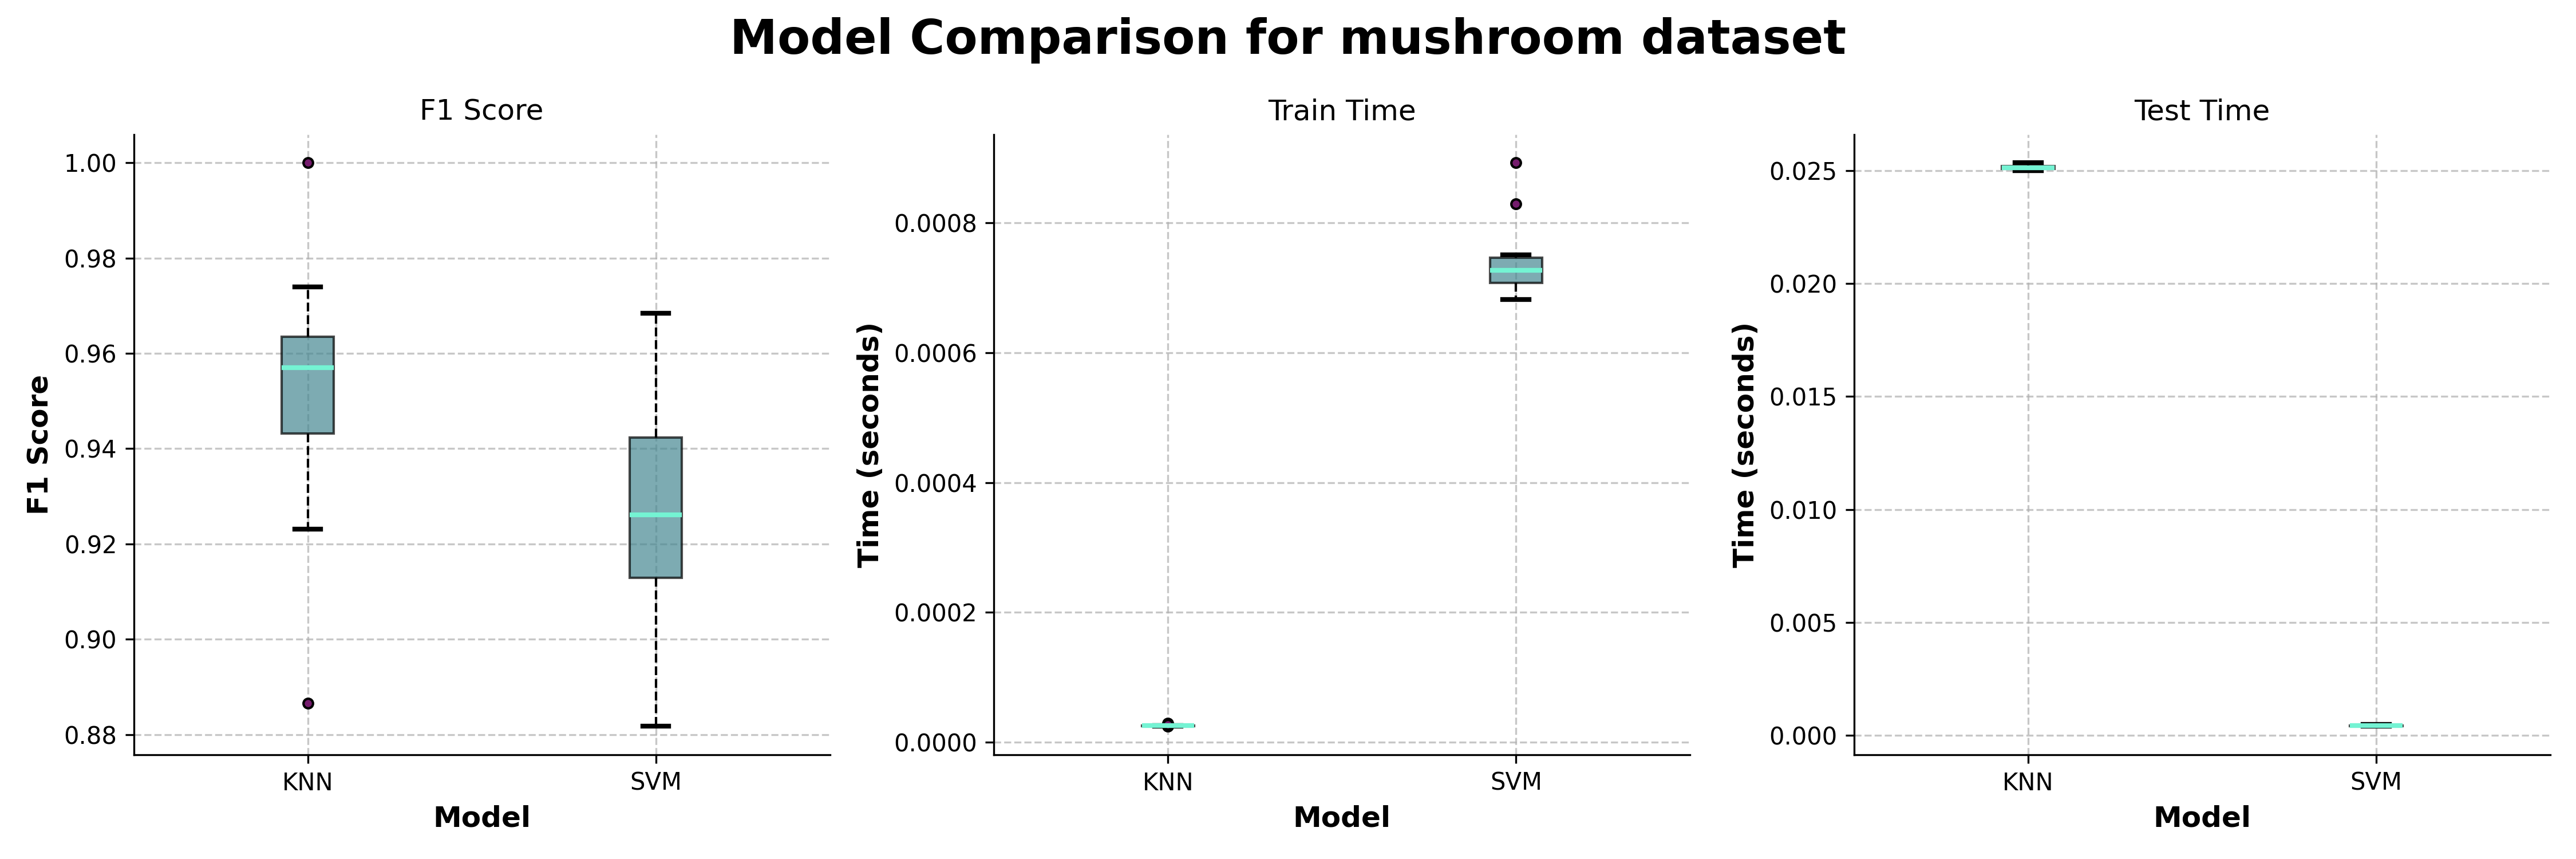 Model Comparison for mushroom dataset
F1 Score
1.00
0.98
0.96
0.94
0.92
0.90
0.88
F1 Score
KNN
SVM
Model
Train Time
0.0008
0.0006
0.0004
0.0002
0.0000
Time (seconds)
KNN
SVM
Model
Test Time
0.025
0.020
0.015
0.010
0.005
0.000
Time (seconds)
KNN
SVM
Model